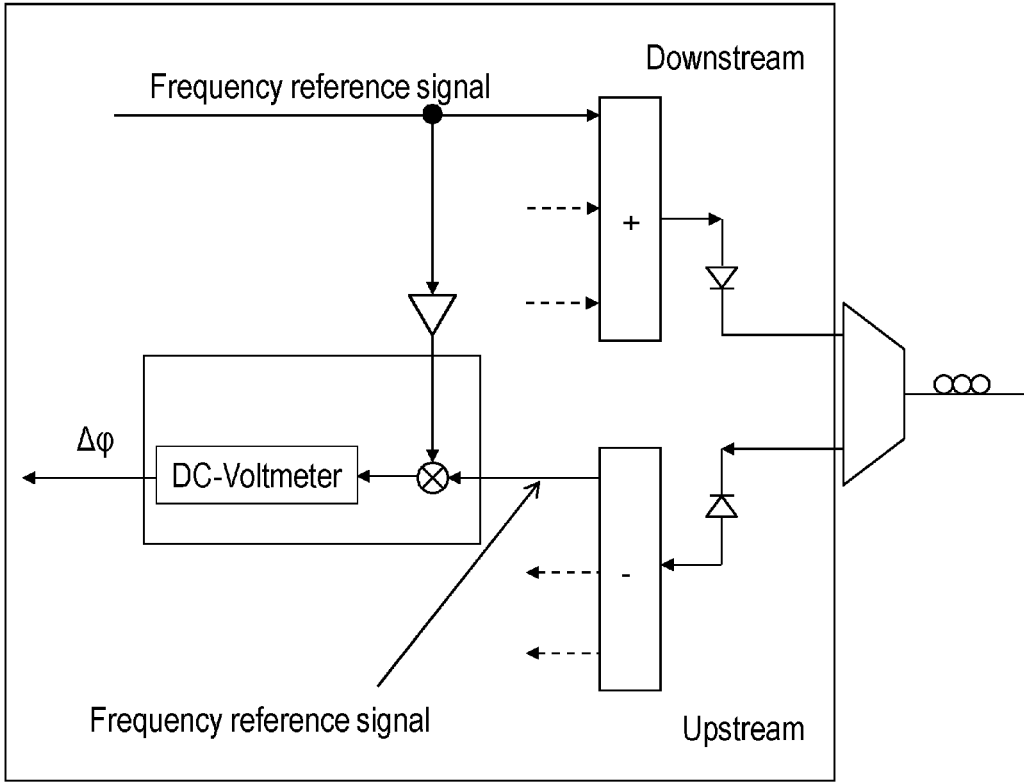 Downstream
Frequency reference signal
+
Δφ
DC-Voltmeter
-
Frequency reference signal
Upstream